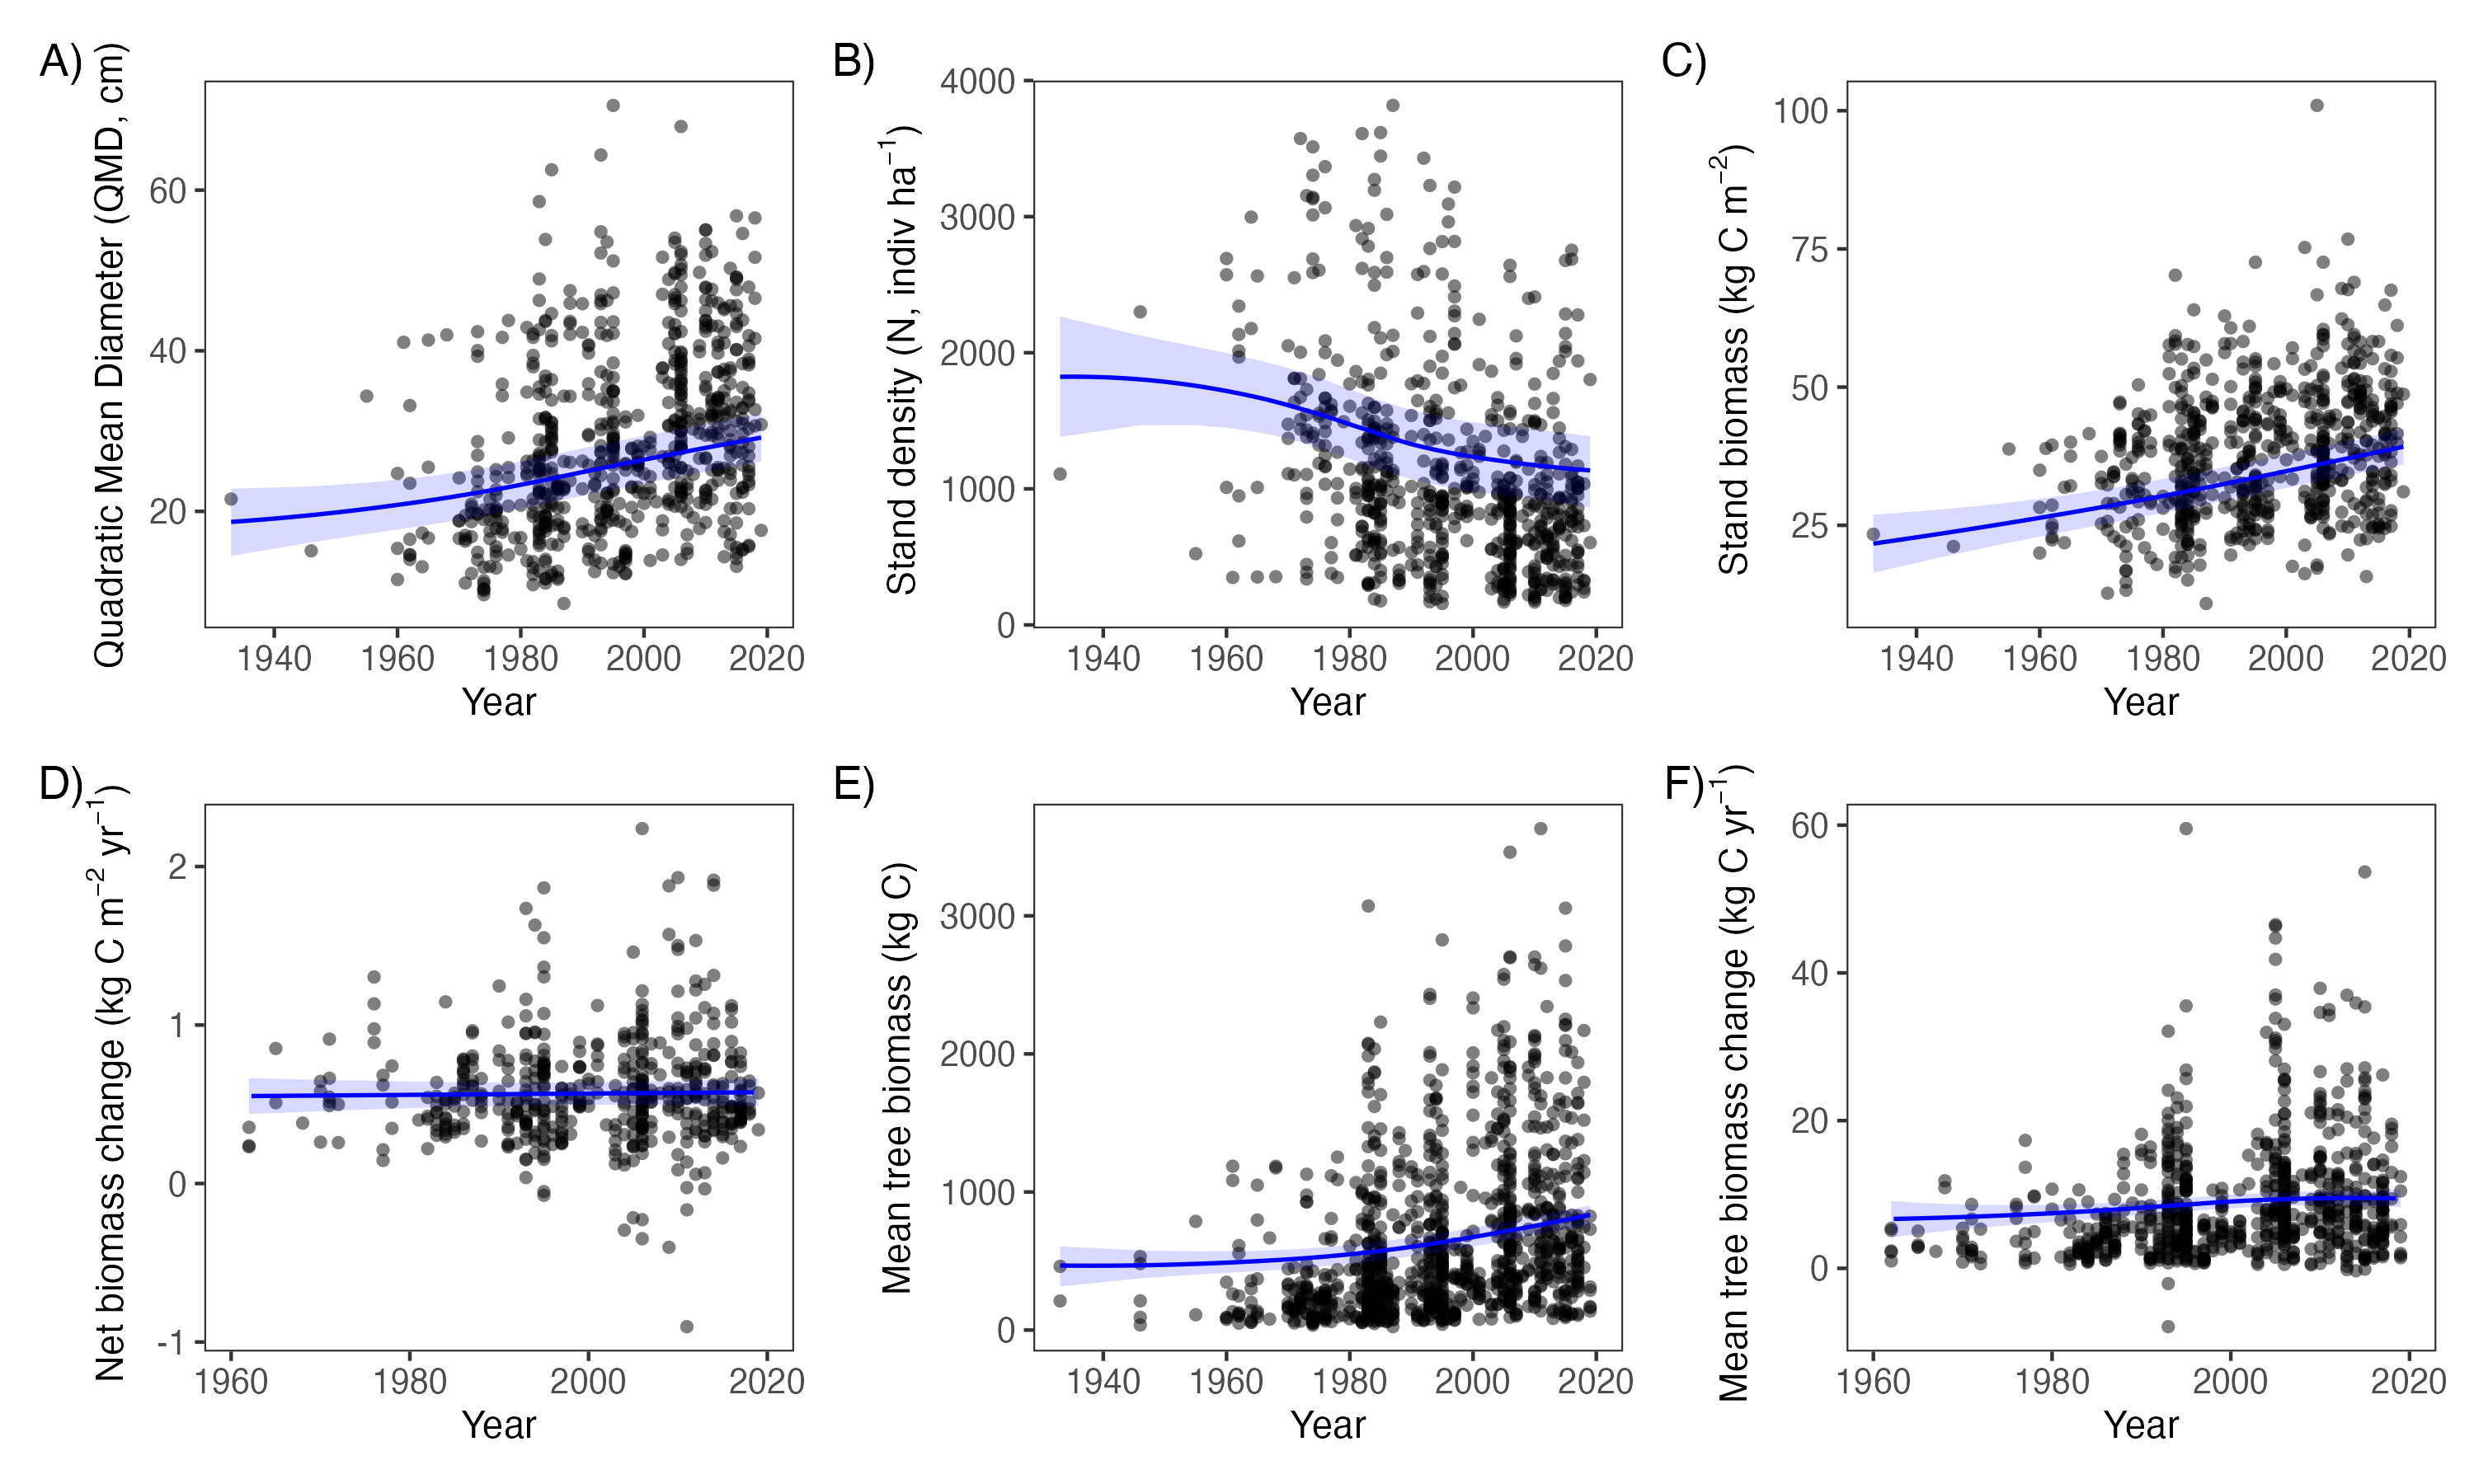 A)
Quadratic Mean Diameter (QMD, cm)
60
40
20
1940 1960 1980 2000 2020
Year
B)
Stand density (N, indiv ha⁻¹)
4000
3000
2000
1000
0
1940 1960 1980 2000 2020
Year
C)
Stand biomass (kg C m⁻²)
100
75
50
25
1940 1960 1980 2000 2020
Year
D)
Net biomass change (kg C m⁻² yr⁻¹)
2
1
0
-1
1960 1980 2000 2020
Year
E)
Mean tree biomass (kg C)
3000
2000
1000
0
1940 1960 1980 2000 2020
Year
F)
Mean tree biomass change (kg C yr⁻¹)
60
40
20
0
1960 1980 2000 2020
Year